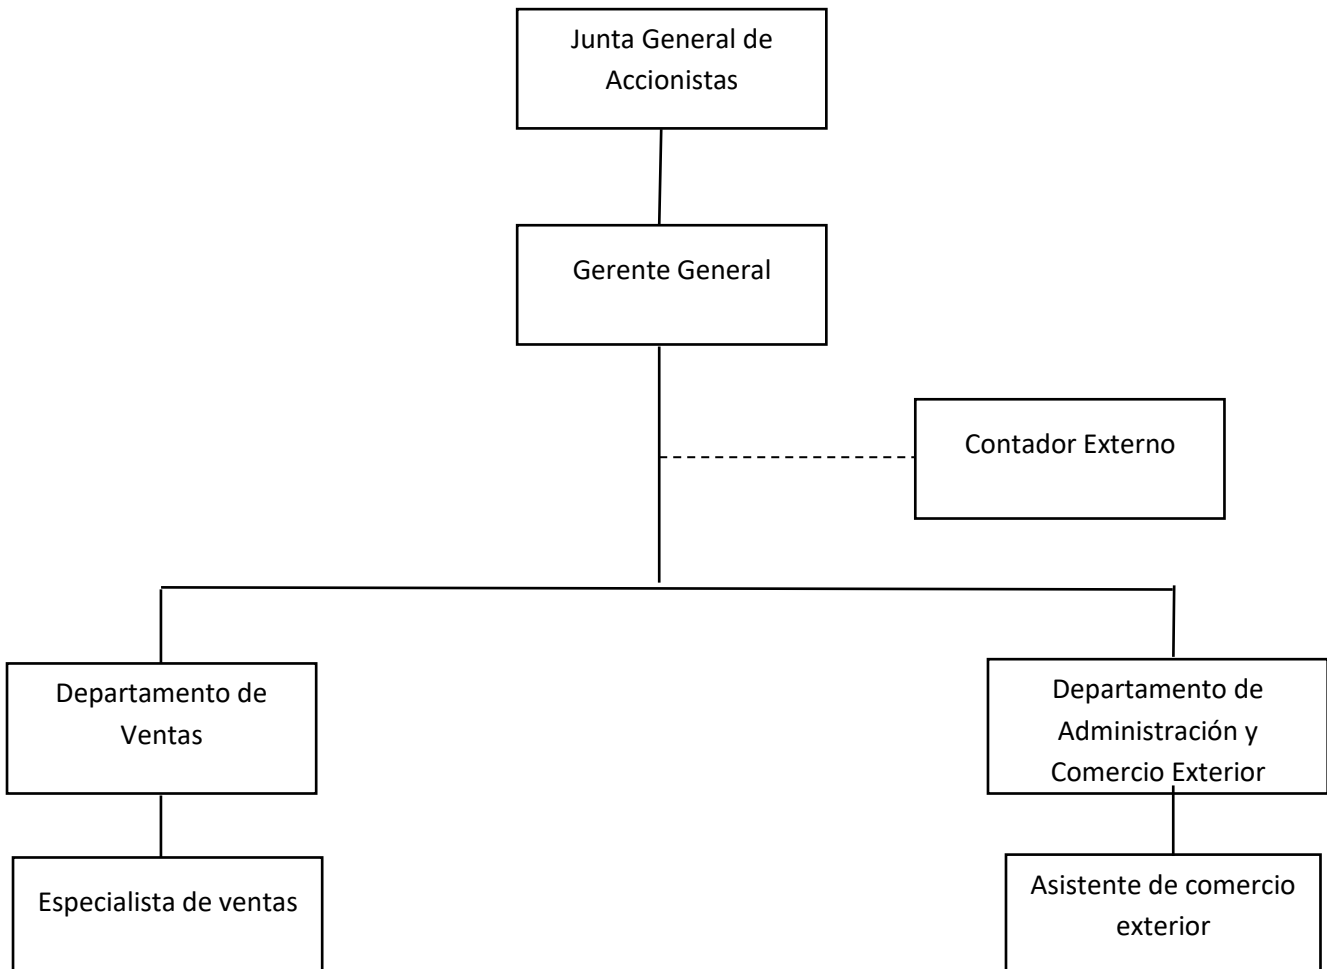 Junta General de
Accionistas
Gerente General
Contador Externo
Departamento de
Ventas
Departamento de
Administración y
Comercio Exterior
Especialista de ventas
Asistente de comercio
exterior